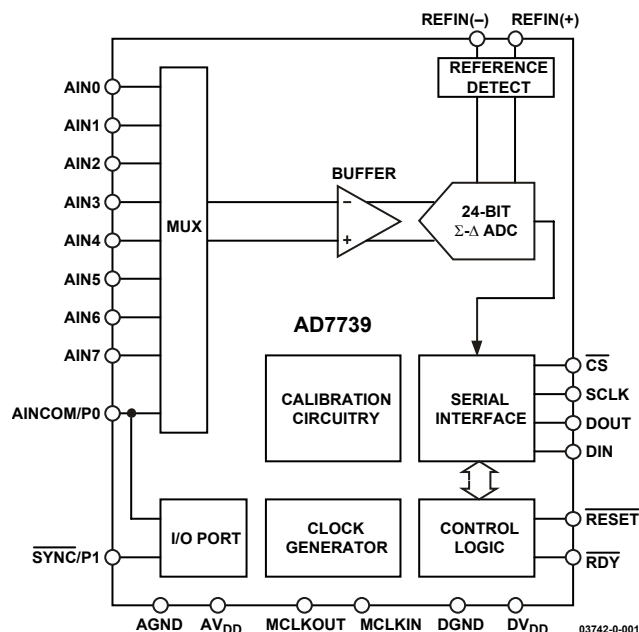 REFIN(–) REFIN(+)
REFERENCE
DETECT
AIN0
AIN1
AIN2
AIN3
AIN4
AIN5
AIN6
AIN7
AINCOM/P0
SYNC/P1
MUX
BUFFER
–
+
24-BIT
Σ-Δ ADC
AD7739
CALIBRATION
CIRCUITRY
SERIAL
INTERFACE
CS
SCLK
DOUT
DIN
I/O PORT
CLOCK
GENERATOR
CONTROL
LOGIC
RESET
RDY
AGND AVDD MCLKOUT MCLKIN DGND DVDD
03742-0-001